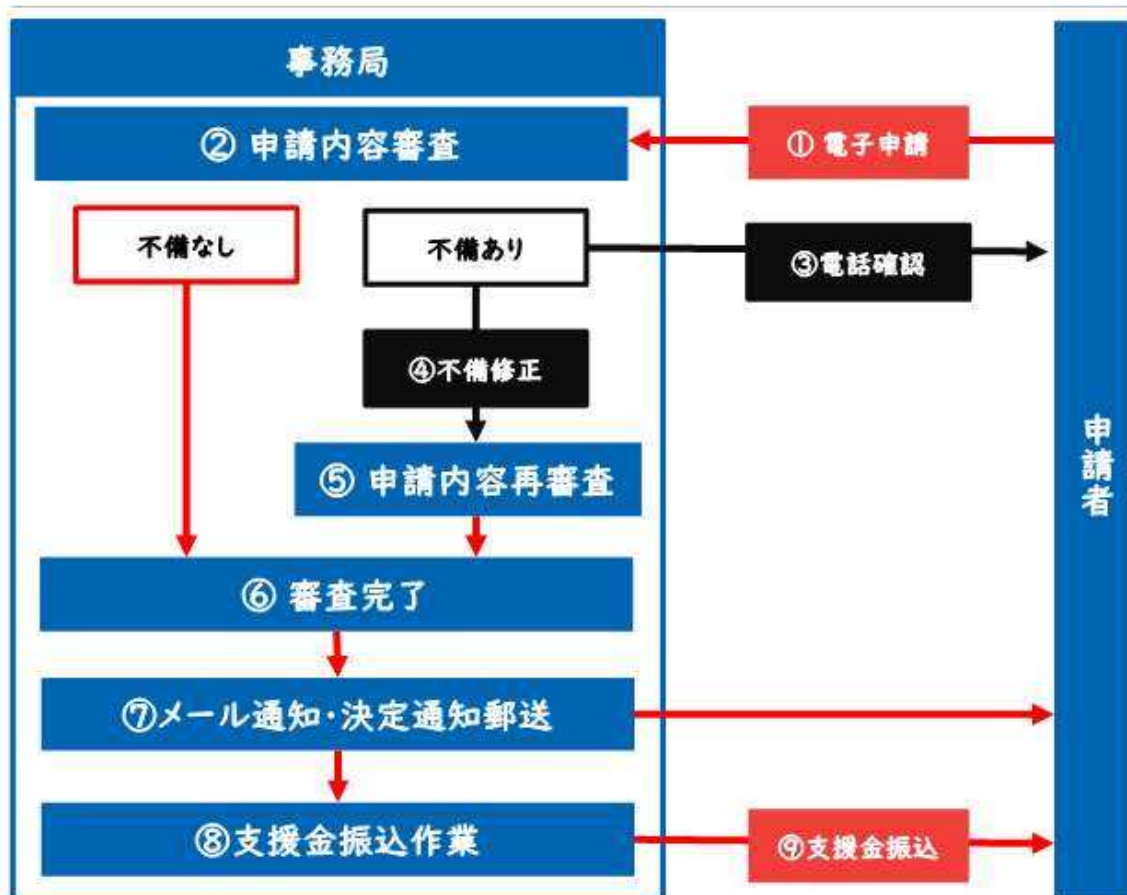 事務局
② 申請内容審査
① 電子申請
不備なし
不備あり
③電話確認
④不備修正
⑤ 申請内容再審査
申請者
⑥ 審査完了
⑦メール通知・決定通知郵送
⑧支援金振込作業
⑨支援金振込